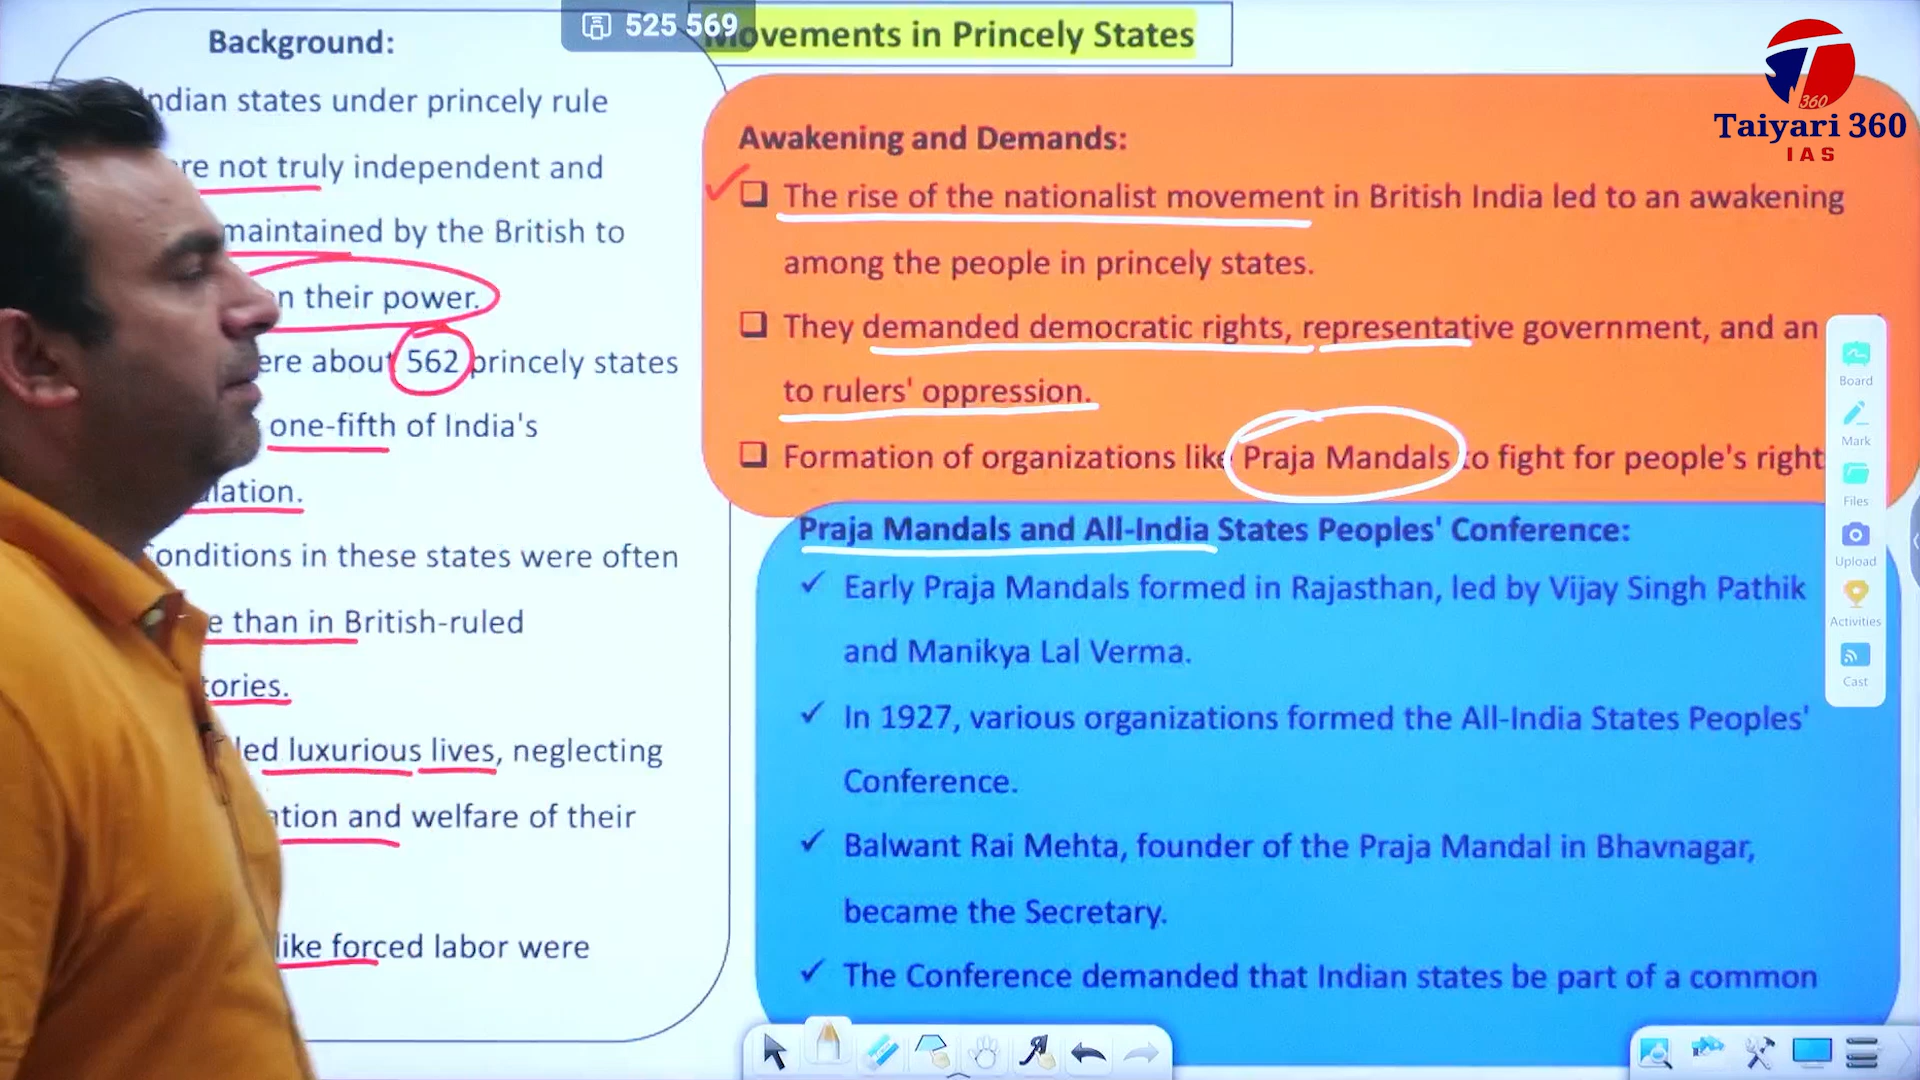 525 569
Movements in Princely States
Background:
Indian states under princely rule
re not truly independent and
maintained by the British to
n their power.
ere about 562 princely states
one-fifth of India's
lation.
Conditions in these states were often
e than in British-ruled
tories.
led luxurious lives, neglecting
ation and welfare of their
like forced labor were
Awakening and Demands:
The rise of the nationalist movement in British India led to an awakening
among the people in princely states.
They demanded democratic rights, representative government, and an
to rulers' oppression.
Formation of organizations like Praja Mandals to fight for people's right
Praja Mandals and All-India States Peoples' Conference:
Early Praja Mandals formed in Rajasthan, led by Vijay Singh Pathik
and Manikya Lal Verma.
In 1927, various organizations formed the All-India States Peoples'
Conference.
Balwant Rai Mehta, founder of the Praja Mandal in Bhavnagar,
became the Secretary.
The Conference demanded that Indian states be part of a common
360
Taiyari 360
IAS
Board
Mark
Files
Upload
Activities
Cast